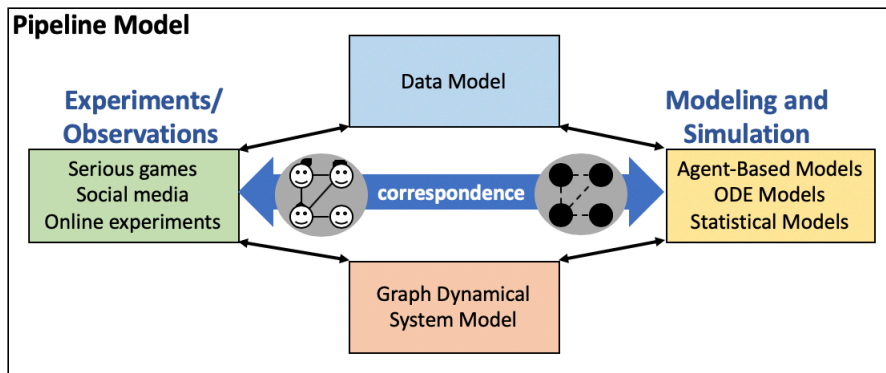 Pipeline Model
Data Model
Experiments/
Observations
Modeling and
Simulation
Serious games
Social media
Online experiments
correspondence
Agent-Based Models
ODE Models
Statistical Models
Graph Dynamical
System Model